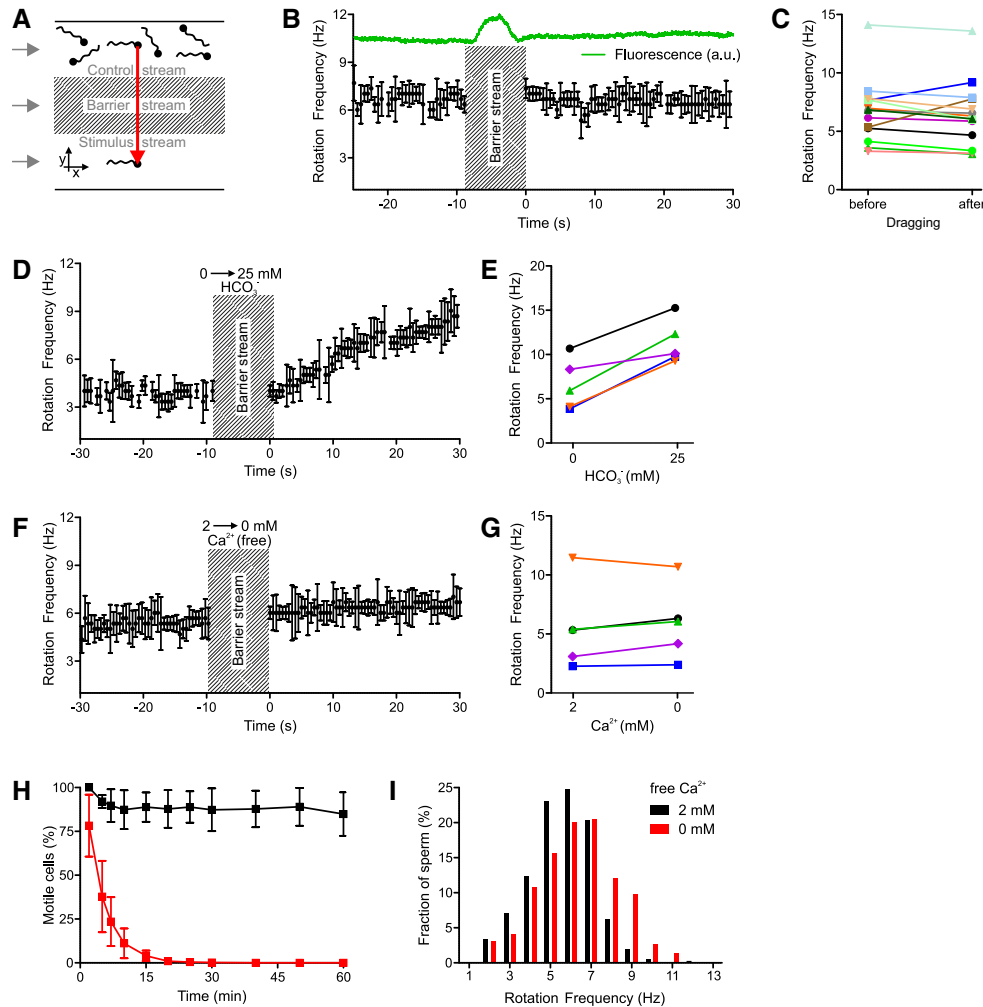 A
Control stream
Barrier stream
Stimulus stream
y
x
B
Rotation Frequency (Hz)
12
9
6
3
Fluorescence (a.u.)
Barrier stream
-20
-10
0
10
20
30
Time (s)
C
Rotation Frequency (Hz)
15
10
5
0
before
after
Dragging
D
Rotation Frequency (Hz)
12
9
6
3
0 → 25 mM
HCO₃⁻
Barrier stream
-30
-20
-10
0
10
20
30
Time (s)
E
Rotation Frequency (Hz)
20
15
10
5
0
0
25
HCO₃⁻(mM)
F
Rotation Frequency (Hz)
12
9
6
3
2 → 0 mM
Ca²⁺ (free)
Barrier stream
-30
-20
-10
0
10
20
30
Time (s)
G
Rotation Frequency (Hz)
15
10
5
0
2
0
Ca²⁺ (mM)
H
Motile cells (%)
100
75
50
25
0
0
15
30
45
60
Time (min)
I
Fraction of sperm (%)
25
20
15
10
5
0
free Ca²⁺
2 mM
0 mM
1
3
5
7
9
11
13
Rotation Frequency (Hz)